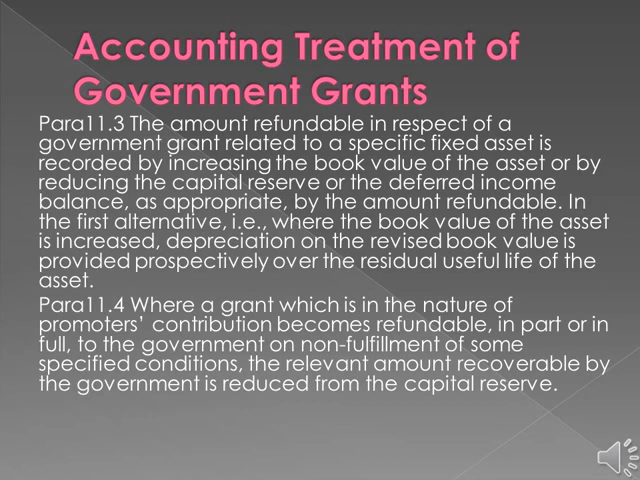 Accounting Treatment of
Government Grants
Para11.3 The amount refundable in respect of a
government grant related to a specific fixed asset is
recorded by increasing the book value of the asset or by
reducing the capital reserve or the deferred income
balance, as appropriate, by the amount refundable. In
the first alternative, i.e., where the book value of the asset
is increased, depreciation on the revised book value is
provided prospectively over the residual useful life of the
asset.
Para11.4 Where a grant which is in the nature of
promoters’ contribution becomes refundable, in part or in
full, to the government on non-fulfillment of some
specified conditions, the relevant amount recoverable by
the government is reduced from the capital reserve.